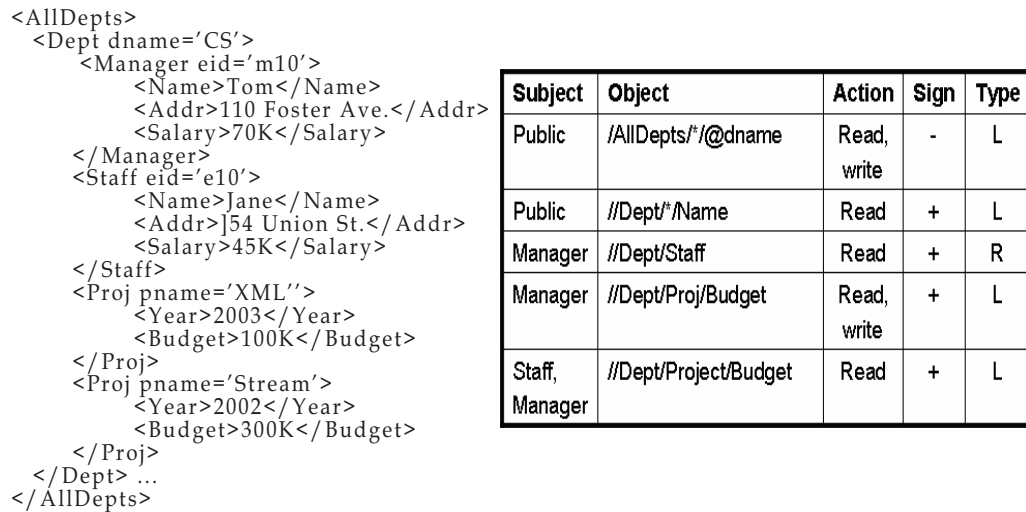 <AllDepts>
<Dept dname='CS'>
<Manager eid='m10'>
<Name>Tom</Name>
<Addr>110 Foster Ave.</Addr>
<Salary>70K</Salary>
</Manager>
<Staff eid='e10'>
<Name>Jane</Name>
<Addr>]54 Union St.</Addr>
<Salary>45K</Salary>
</Staff>
<Proj pname='XML''>
<Year>2003</Year>
<Budget>100K</Budget>
</Proj>
<Proj pname='Stream'>
<Year>2002</Year>
<Budget>300K</Budget>
</Proj>
</Dept> ...
</AllDepts>
Subject Object Action Sign Type
Public /AllDepts/*/@dname Read, - L
write
Public //Dept/*/Name Read + L
Manager //Dept/Staff Read + R
Manager //Dept/Proj/Budget Read, + L
write
Staff, //Dept/Project/Budget Read + L
Manager